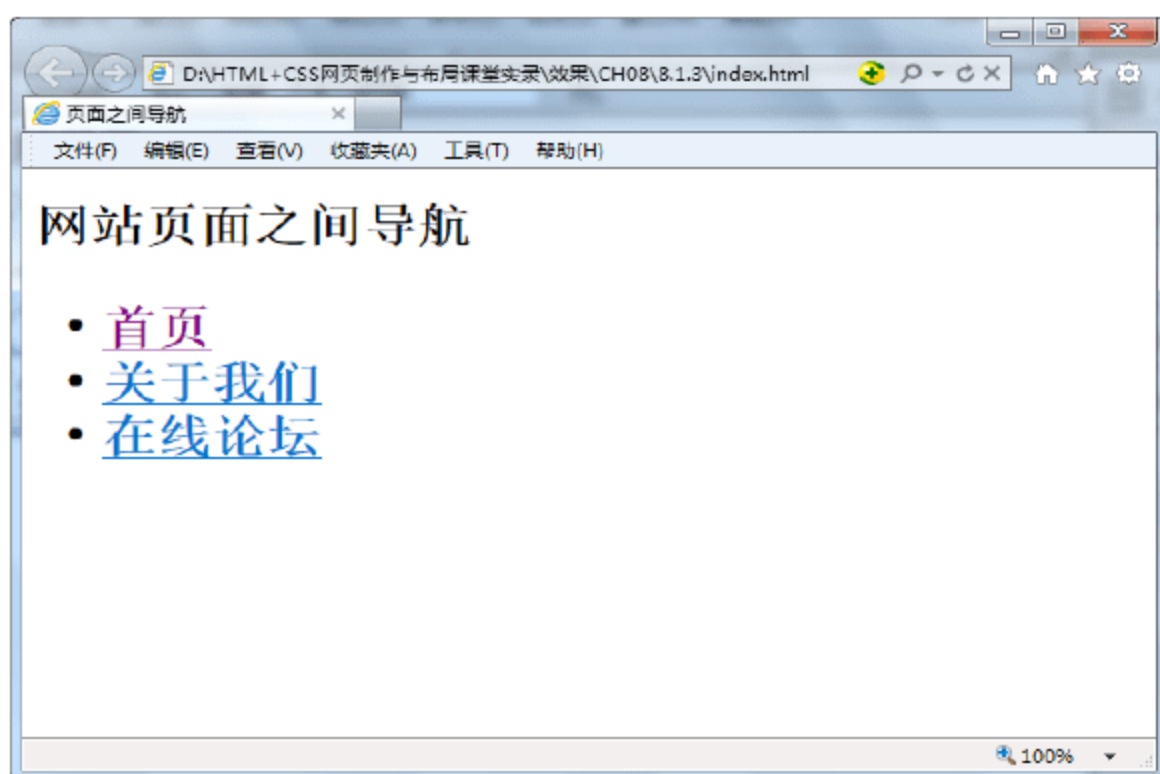 D:\HTML+CSS网页制作与布局课堂实录\效果\CH08\8.1.3\index.html
页面之间导航
文件(F) 编辑(E) 查看(V) 收藏夹(A) 工具(T) 帮助(H)
网站页面之间导航
首页
关于我们
在线论坛
100%